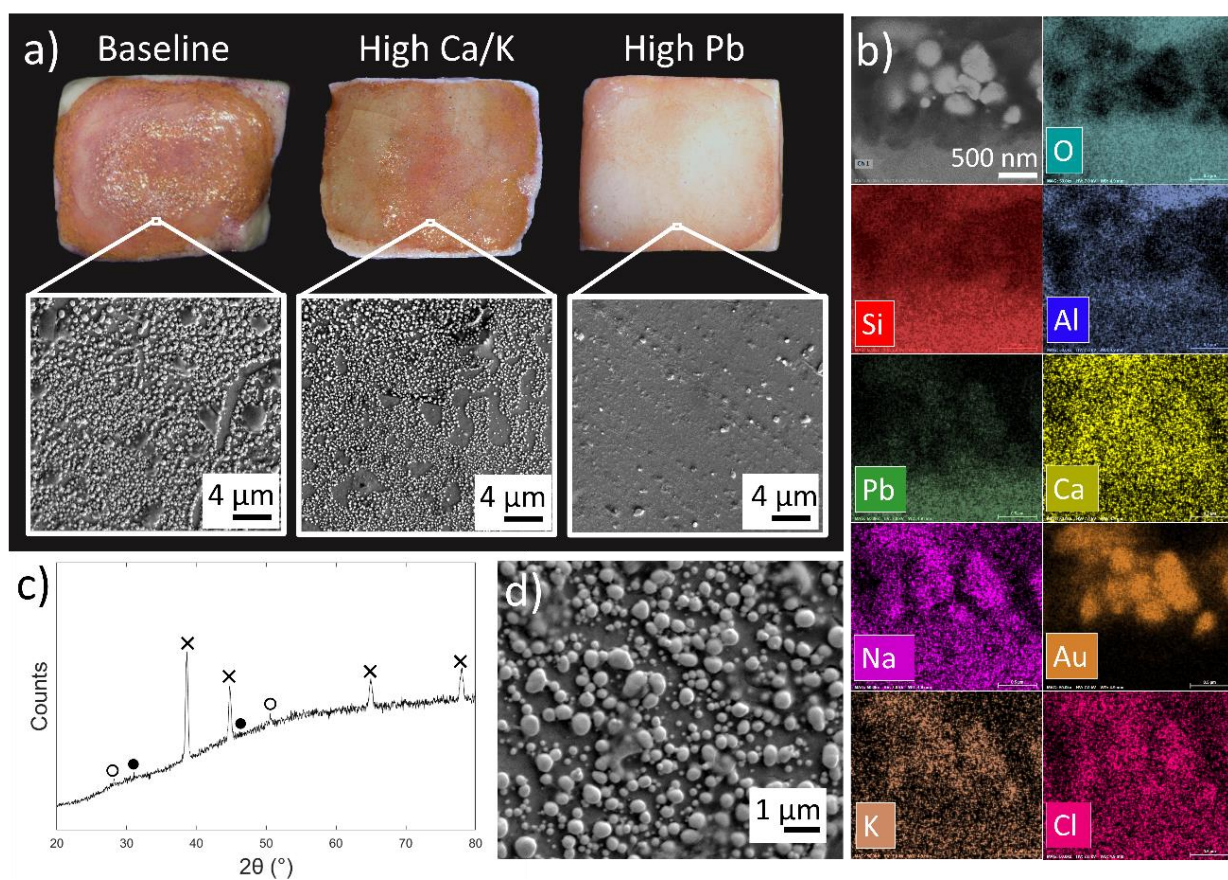 a) Baseline High Ca/K High Pb
4 μm 4 μm 4 μm
b)
500 nm
O
Si
Al
Pb
Ca
Na
Au
K
Cl
c)
Counts
20 30 40 50 60 70 80
2θ (°)
d)
1 μm